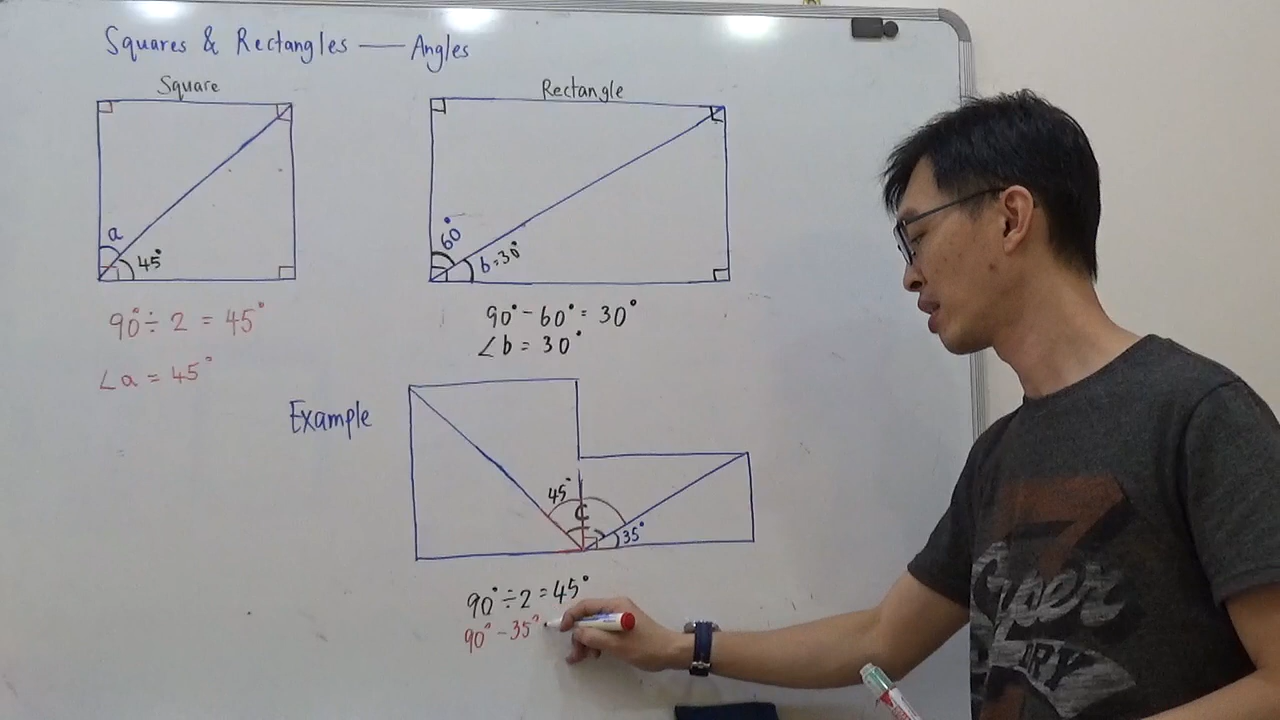 Squares & Rectangles — Angles
Square
a
45°
90° ÷ 2 = 45°
∠a = 45°
Rectangle
60°
b=30°
90° - 60° = 30°
∠b = 30°
Example
45°
C
35°
90° ÷ 2 = 45°
90° - 35°